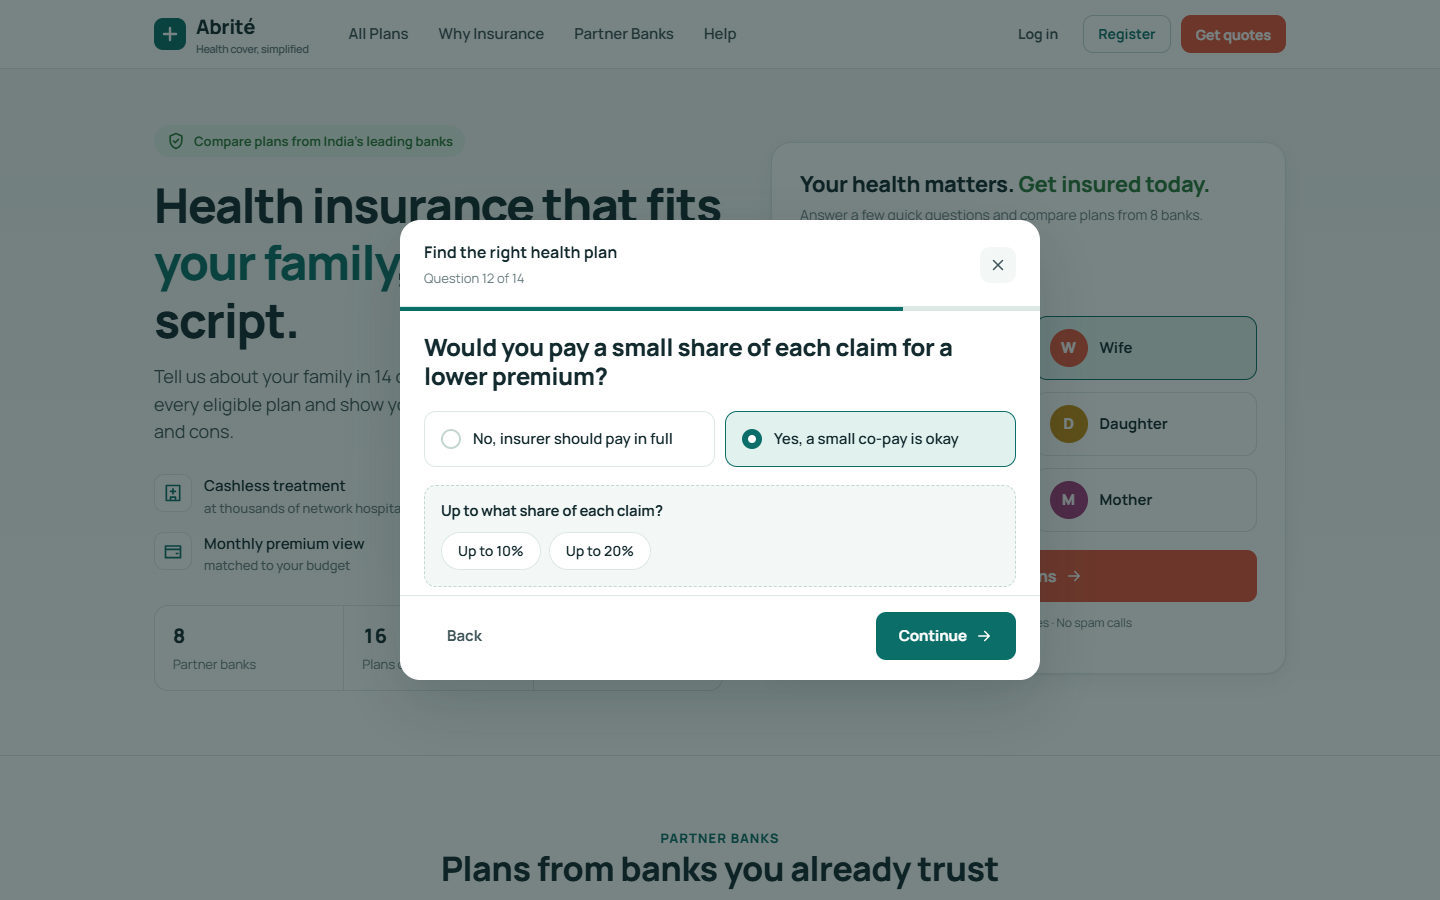 Abrité
Health cover, simplified
All Plans
Why Insurance
Partner Banks
Help
Log in
Register
Get quotes
Compare plans from India's leading banks
Health insurance that fits
your family,
script.
Tell us about your family in 14
every eligible plan and show
and cons.
Cashless treatment
at thousands of network
Monthly premium view
matched to your budget
8
Partner banks
16
Plans
Your health matters. Get insured today.
Answer a few quick questions and compare plans from 8 banks.
W
Wife
D
Daughter
M
Mother
No spam calls
Find the right health plan
Question 12 of 14
Would you pay a small share of each claim for a
lower premium?
No, insurer should pay in full
Yes, a small co-pay is okay
Up to what share of each claim?
Up to 10%
Up to 20%
Back
Continue
PARTNER BANKS
Plans from banks you already trust